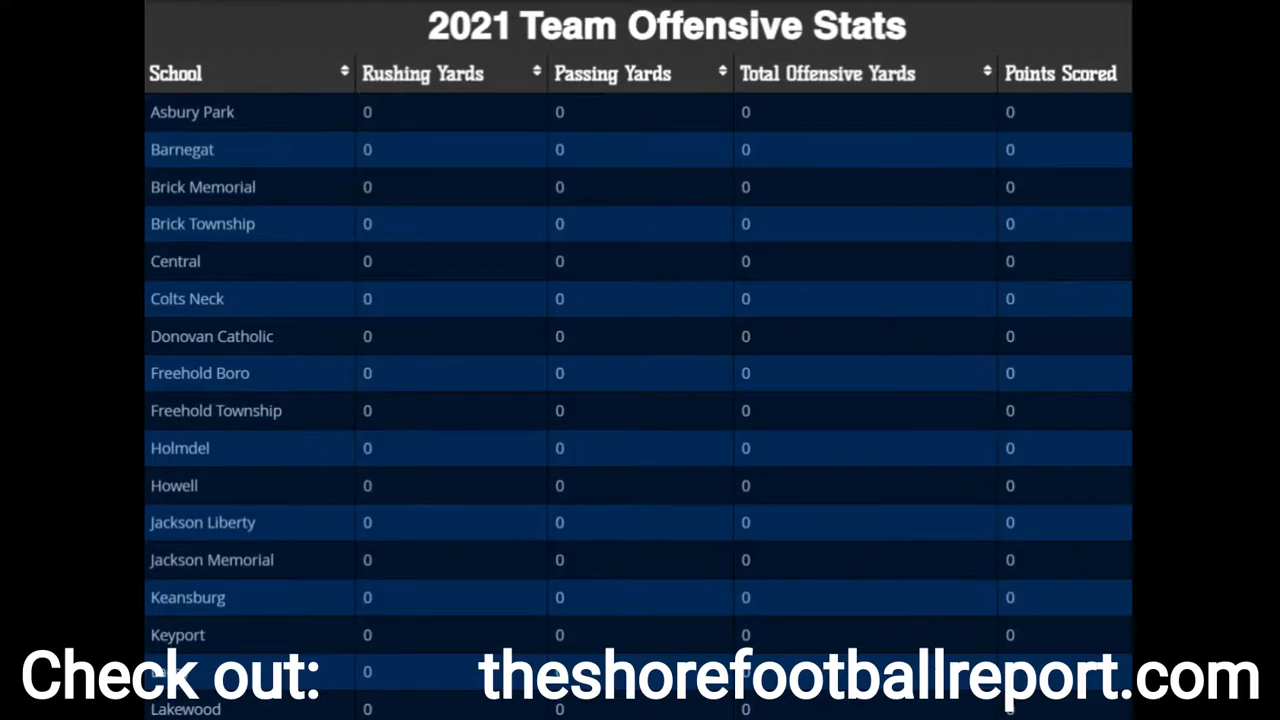 2021 Team Offensive Stats
School Rushing Yards Passing Yards Total Offensive Yards Points Scored
Asbury Park 0 0 0 0
Barnegat 0 0 0 0
Brick Memorial 0 0 0 0
Brick Township 0 0 0 0
Central 0 0 0 0
Colts Neck 0 0 0 0
Donovan Catholic 0 0 0 0
Freehold Boro 0 0 0 0
Freehold Township 0 0 0 0
Holmdel 0 0 0 0
Howell 0 0 0 0
Jackson Liberty 0 0 0 0
Jackson Memorial 0 0 0 0
Keansburg 0 0 0 0
Keyport 0 0 0 0
0
Check out: theshorefootballreport.com
Lakewood 0 0 0 0